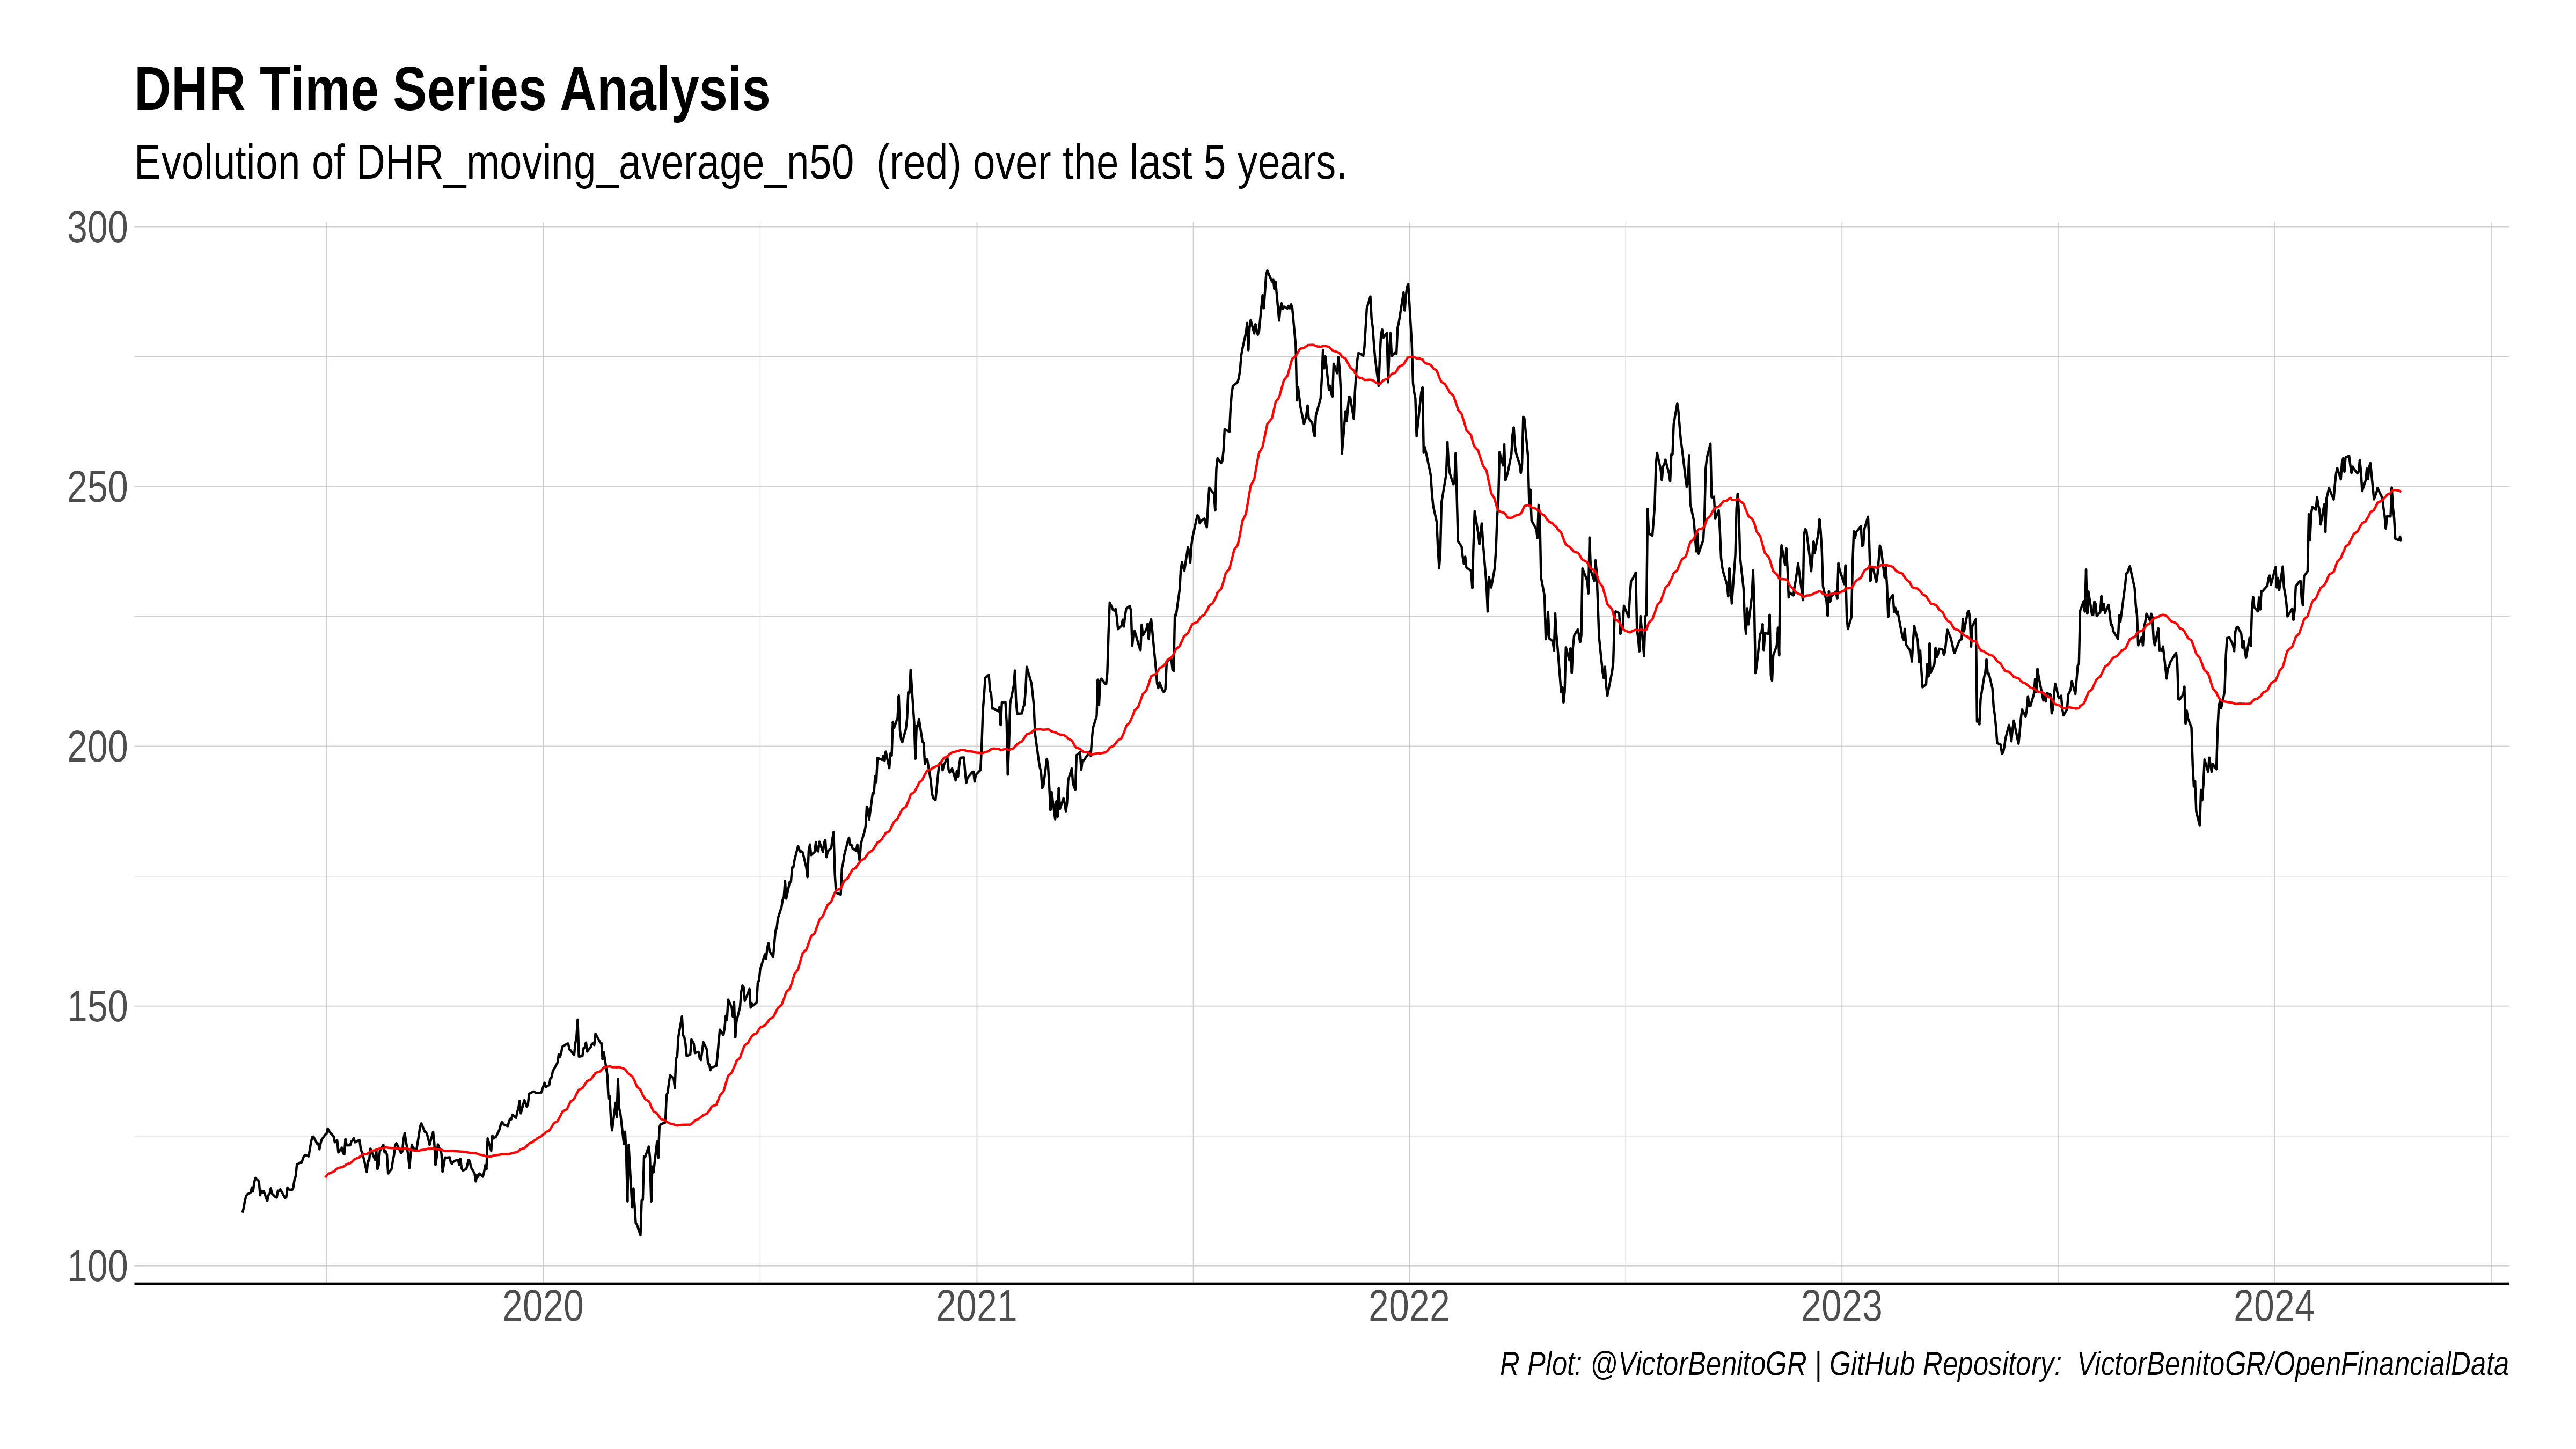 DHR Time Series Analysis
Evolution of DHR_moving_average_n50  (red) over the last 5 years.
300
250
200
150
100
2020 2021 2022 2023 2024
R Plot: @VictorBenitoGR | GitHub Repository:  VictorBenitoGR/OpenFinancialData